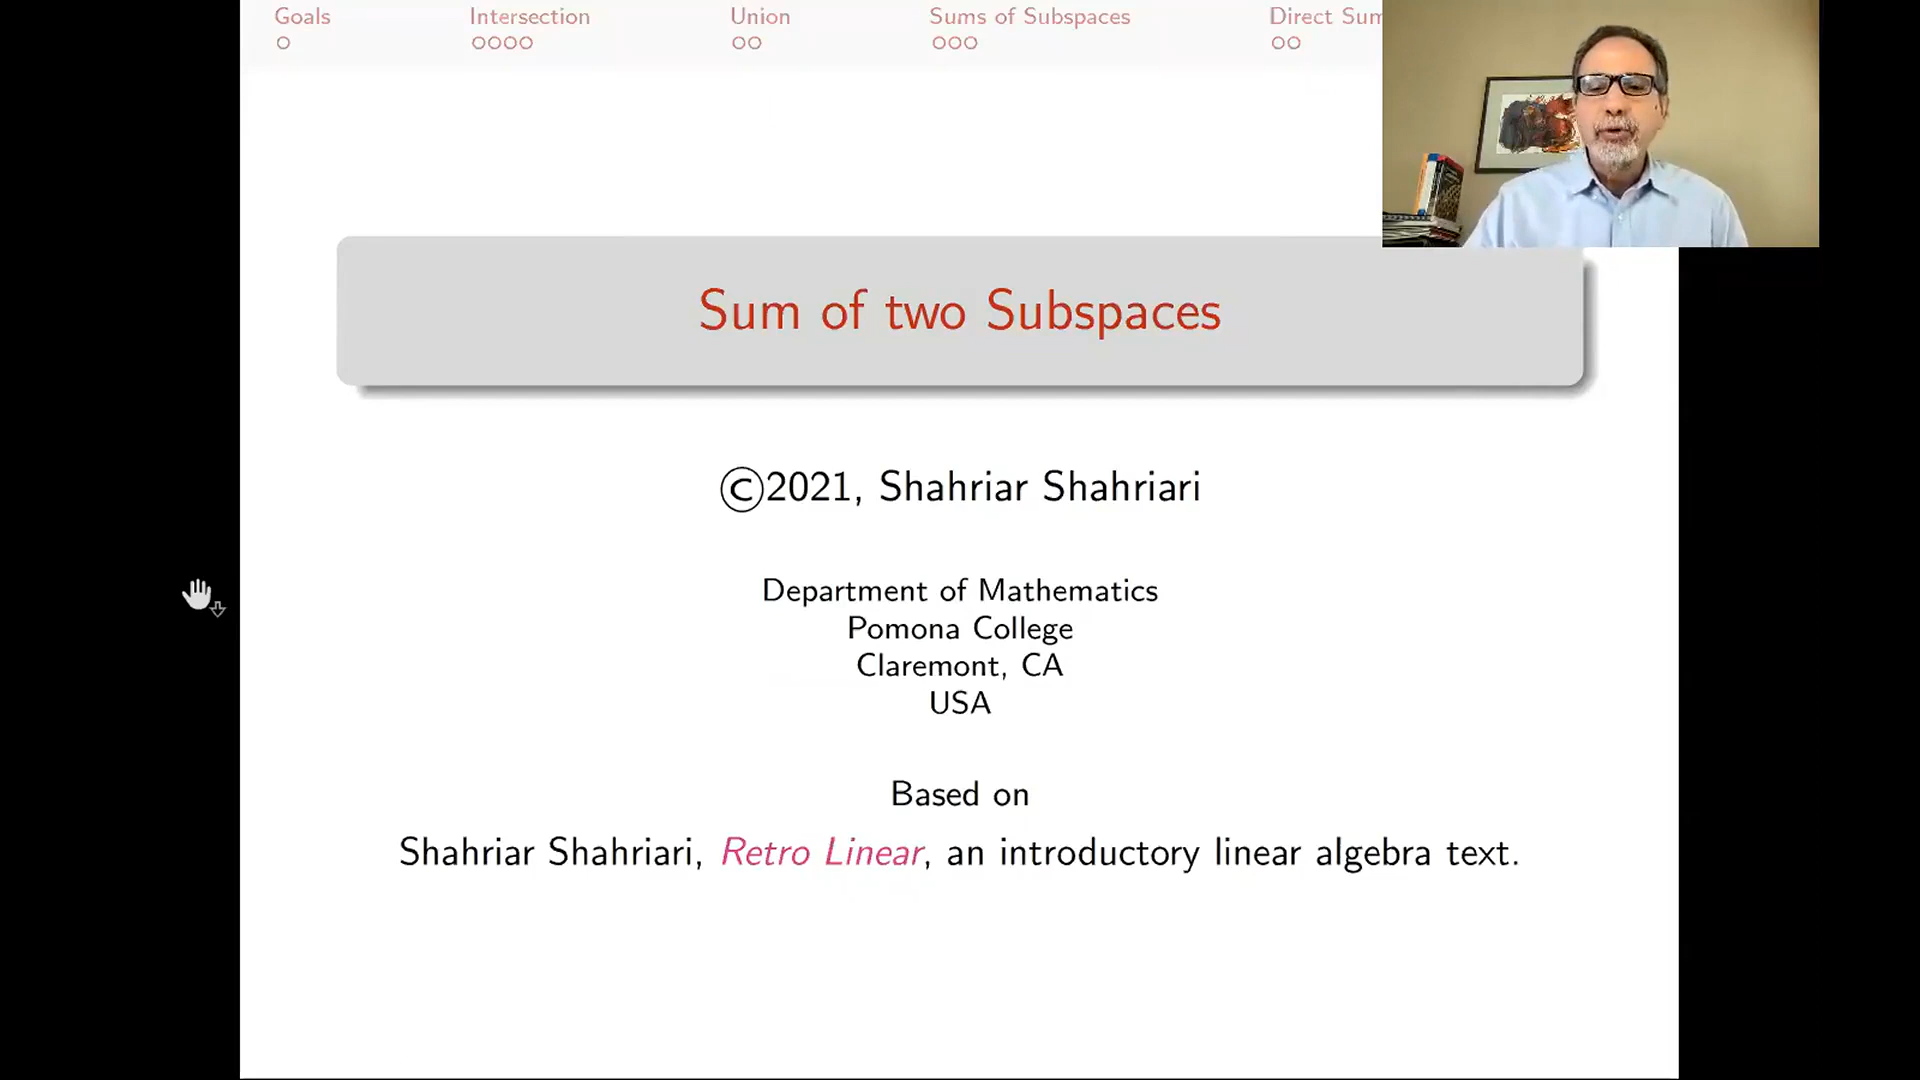 Goals Intersection Union Sums of Subspaces Direct Sum
Sum of two Subspaces
©2021, Shahriar Shahriari
Department of Mathematics
Pomona College
Claremont, CA
USA
Based on
Shahriar Shahriari, Retro Linear, an introductory linear algebra text.